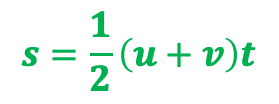 s = 1/2 (u + v)t